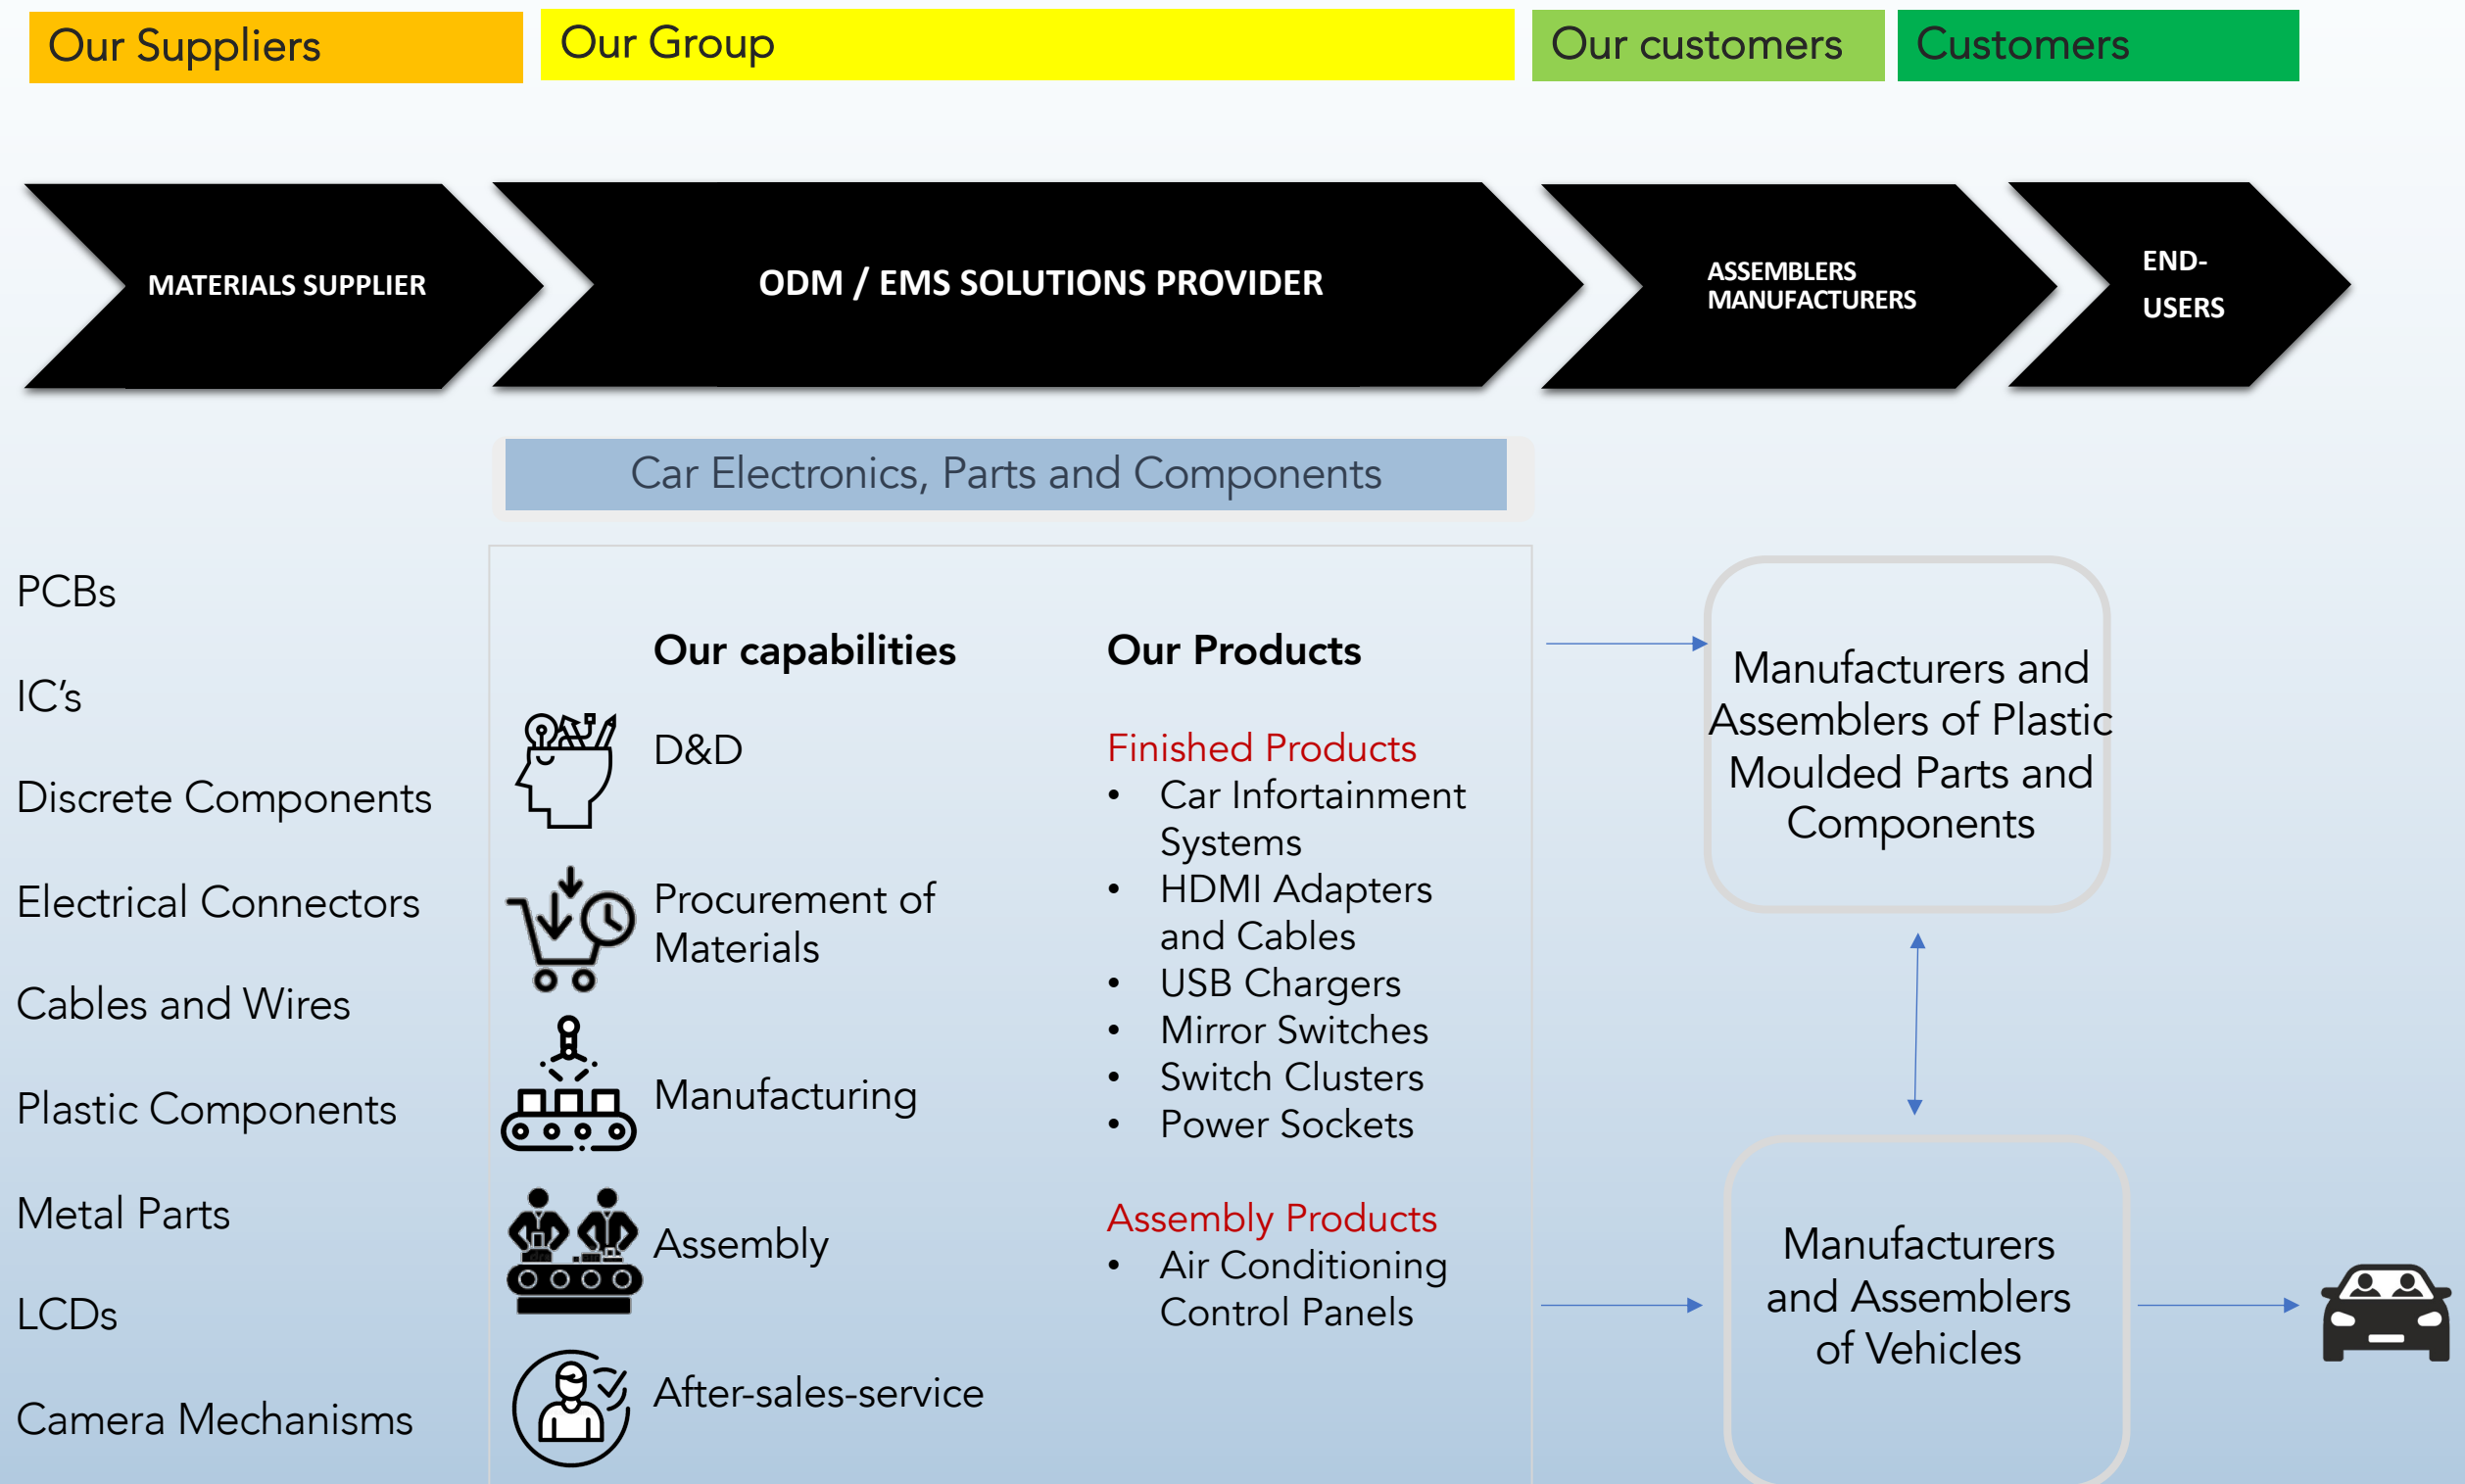 Our Suppliers
Our Group
Our customers
Customers
MATERIALS SUPPLIER
ODM / EMS SOLUTIONS PROVIDER
ASSEMBLERS
MANUFACTURERS
END-
USERS
Car Electronics, Parts and Components
PCBs
IC’s
Discrete Components
Electrical Connectors
Cables and Wires
Plastic Components
Metal Parts
LCDs
Camera Mechanisms
Our capabilities
D&D
Procurement of
Materials
Manufacturing
Assembly
After-sales-service
Our Products
Finished Products
• Car Infortainment
Systems
• HDMI Adapters
and Cables
• USB Chargers
• Mirror Switches
• Switch Clusters
• Power Sockets
Assembly Products
• Air Conditioning
Control Panels
Manufacturers and
Assemblers of Plastic
Moulded Parts and
Components
Manufacturers
and Assemblers
of Vehicles